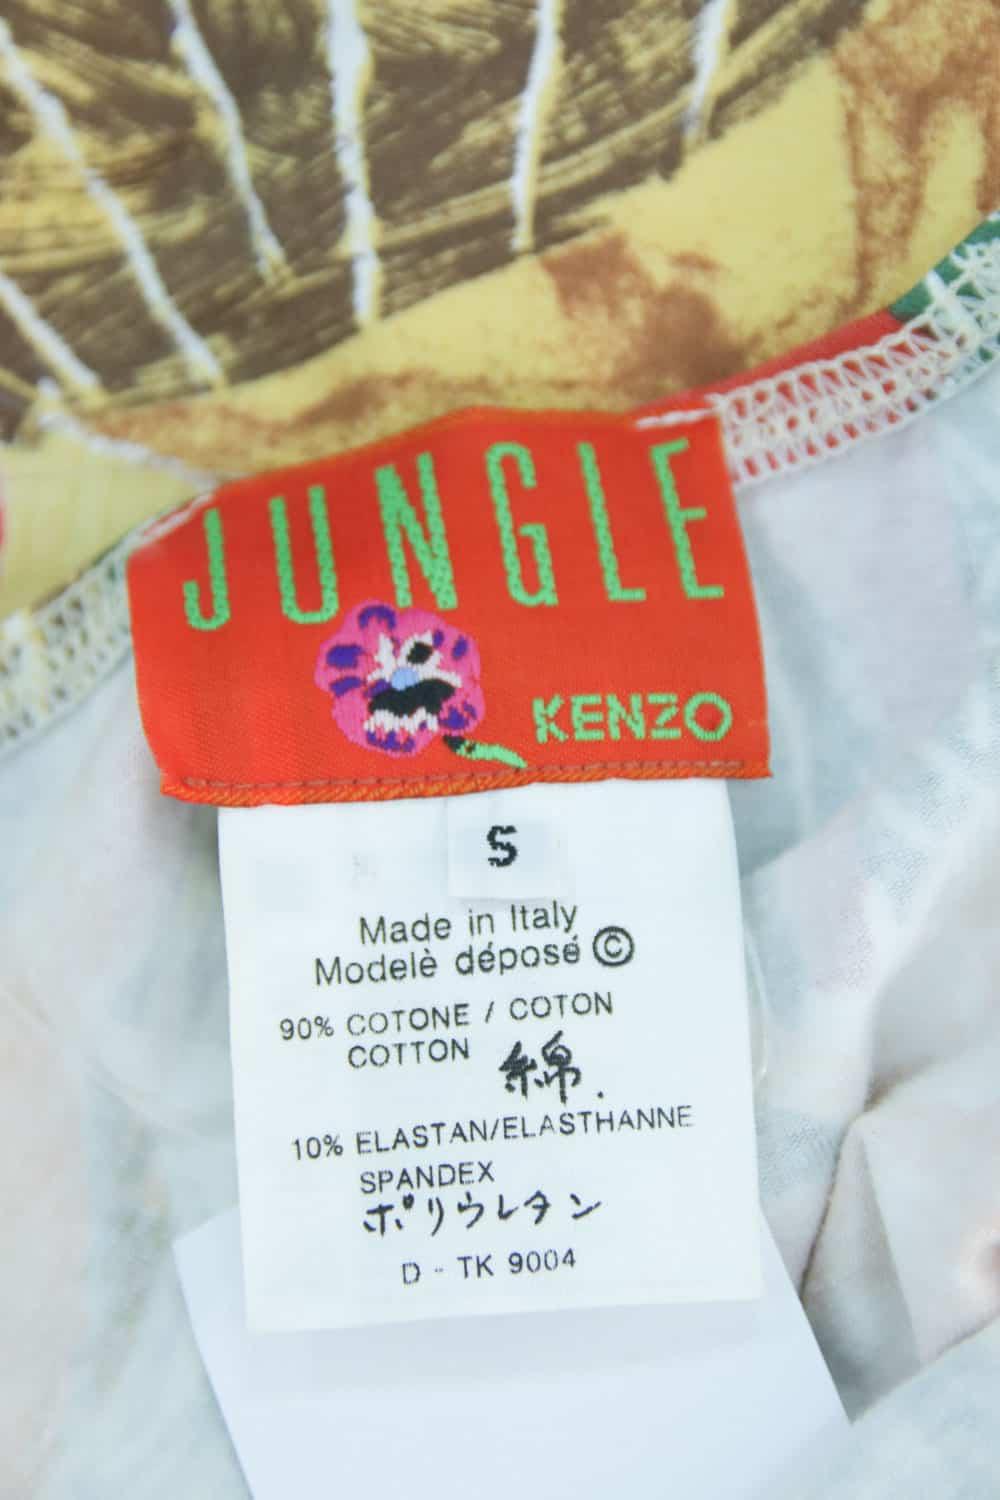 JUNGLE
KENZO
S
Made in Italy
Modelè déposé ©
90% COTONE / COTON
COTTON 綿.
10% ELASTAN/ELASTHANNE
SPANDEX
ポリウレタン
D - TK 9004